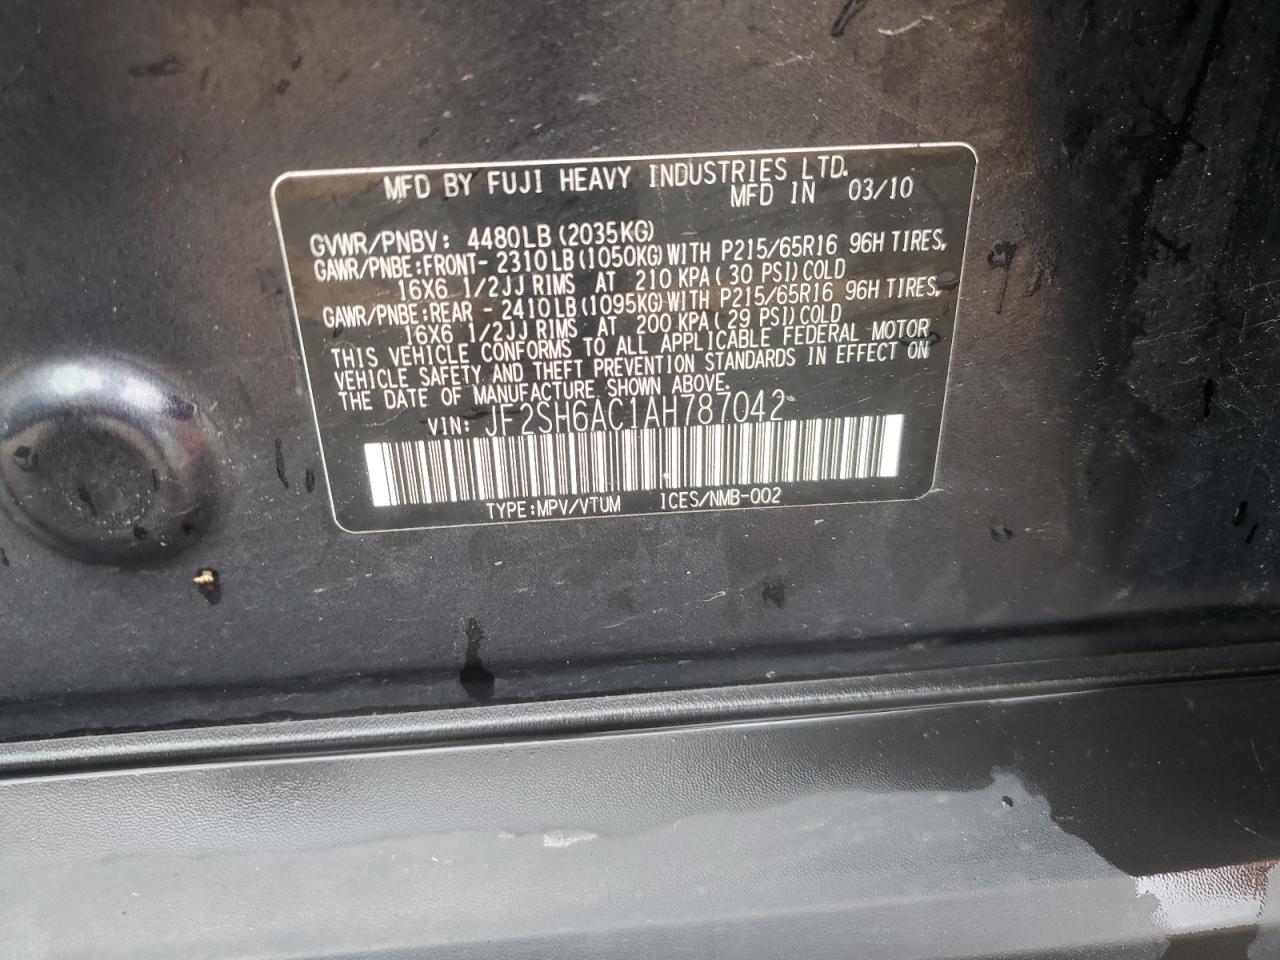 MFD BY FUJI HEAVY INDUSTRIES LTD.
MFD IN 03/10
GVWR/PNBV: 4480LB(2035KG)
GAWR/PNBE:FRONT- 2310LB(1050KG)WITH P215/65R16 96H TIRES,
16X6 1/2JJ RIMS AT 210 KPA(30 PSI)COLD
GAWR/PNBE:REAR - 2410LB(1095KG)WITH P215/65R16 96H TIRES,
16X6 1/2JJ RIMS AT 200 KPA(29 PSI)COLD
THIS VEHICLE CONFORMS TO ALL APPLICABLE FEDERAL MOTOR
VEHICLE SAFETY AND THEFT PREVENTION STANDARDS IN EFFECT ON
THE DATE OF MANUFACTURE SHOWN ABOVE.
VIN: JF2SH6AC1AH787042
TYPE:MPV/VTUM ICES/NMB-002